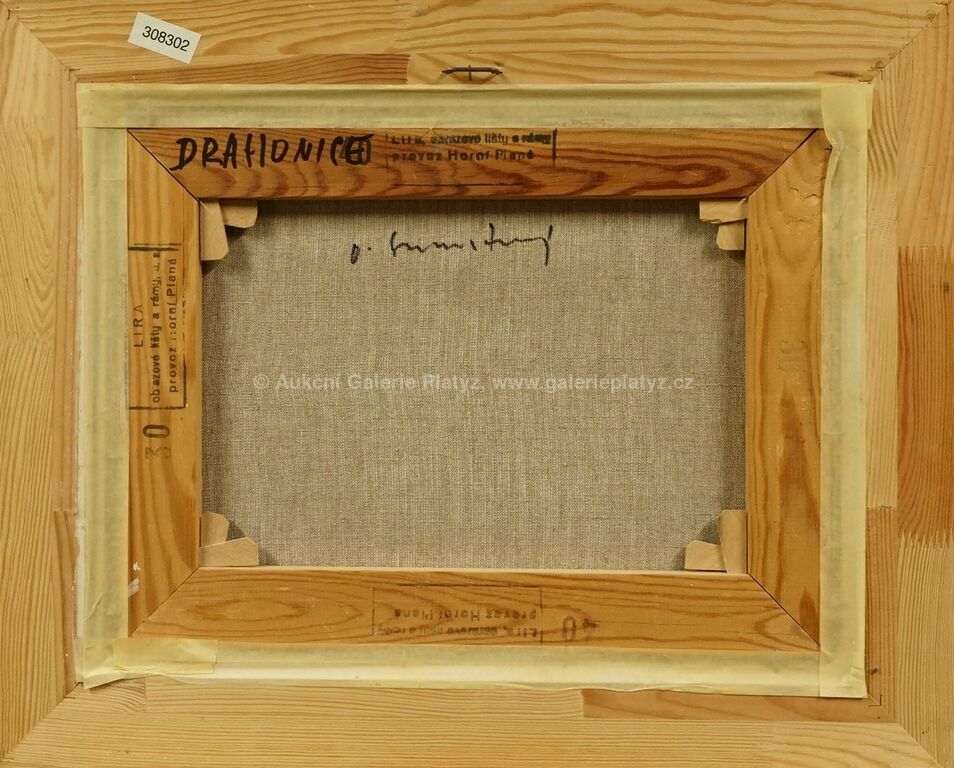 308302
DRAHONICE
LIRA, obrazové lišty a rámy
provoz Horní Planá
LIRA
obrazové lišty a rámy, a.s.
provoz Horní Planá
30
© Aukční Galerie Platýz, www.galerieplatyz.cz
Lira, obrazové lišty a rámy
provoz Horní Planá
40